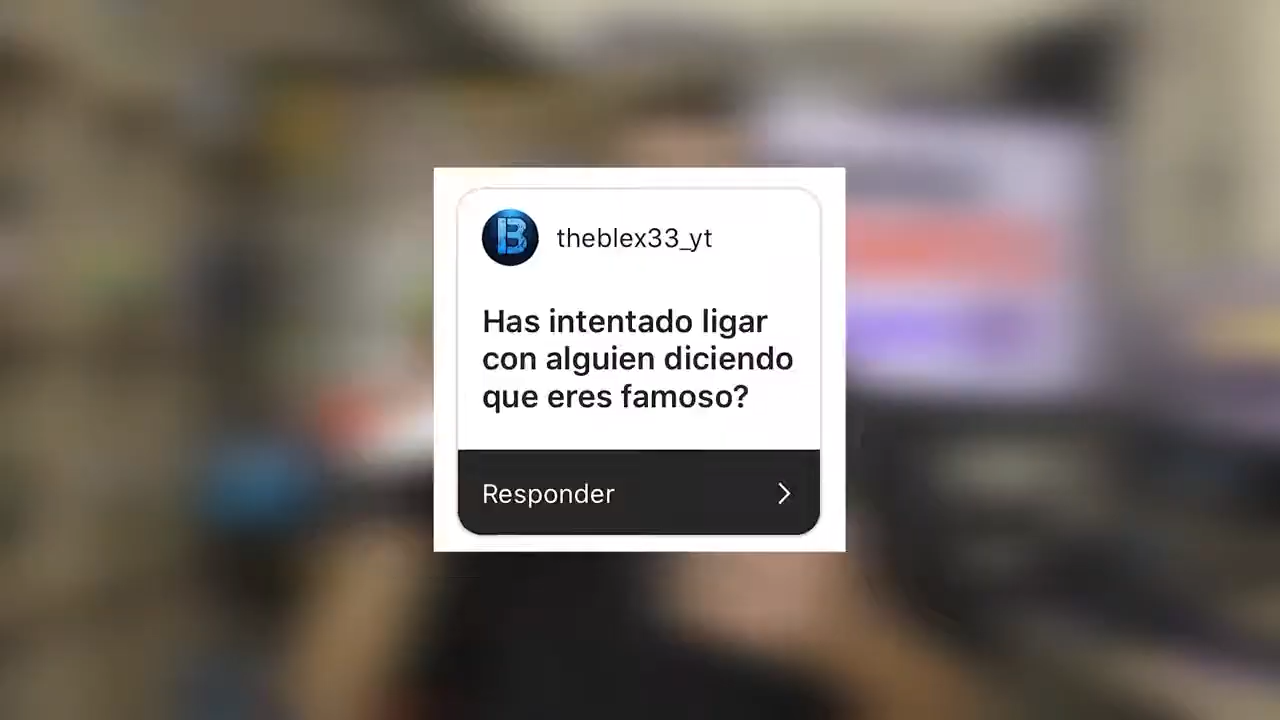 theblex33_yt
Has intentado ligar
con alguien diciendo
que eres famoso?
Responder